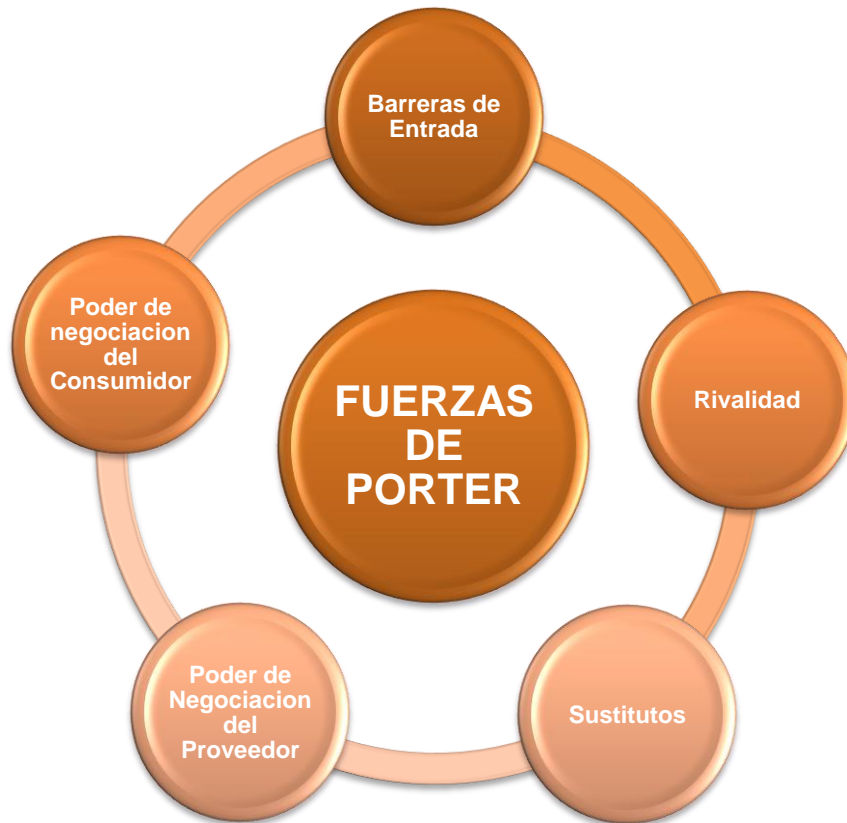 Barreras de
Entrada
Poder de
negociacion
del
Consumidor
FUERZAS
DE
PORTER
Rivalidad
Poder de
Negociacion
del
Proveedor
Sustitutos